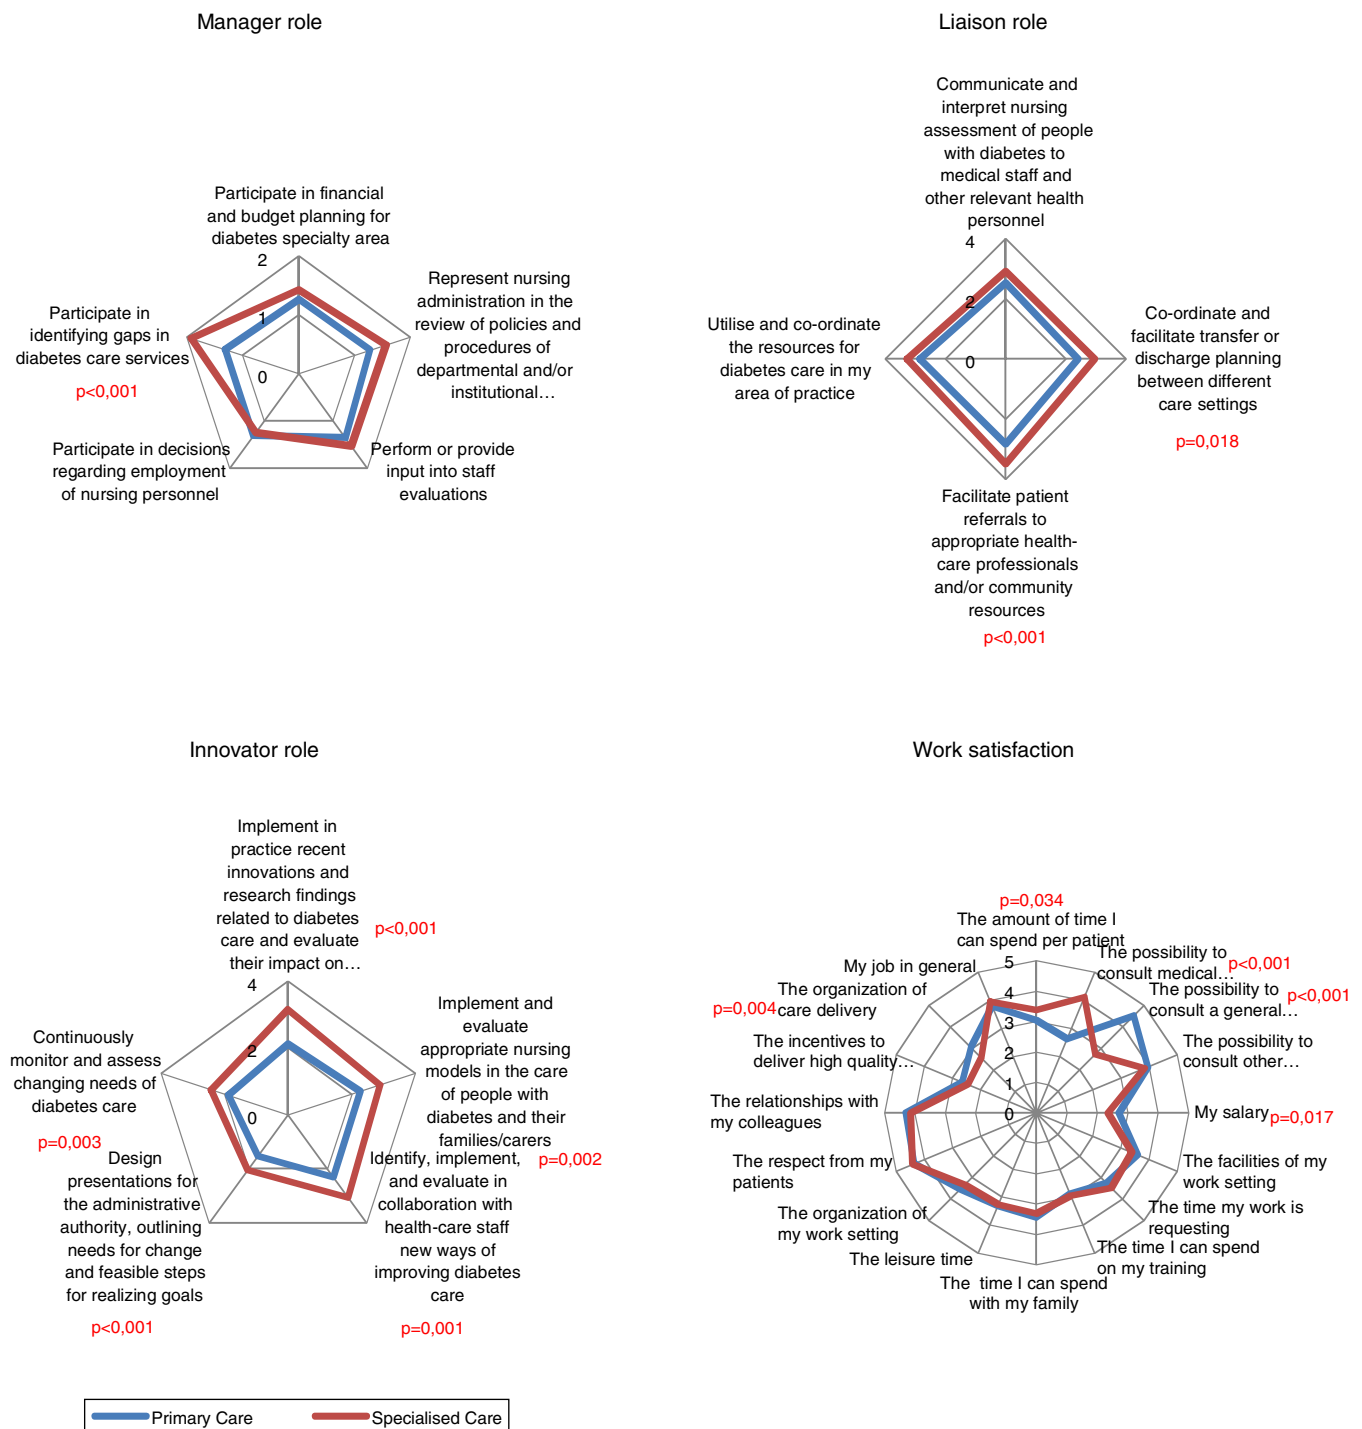 Manager role
Participate in financial
and budget planning for
diabetes specialty area
2
1
0
Represent nursing
administration in the
review of policies and
procedures of
departmental and/or
institutional…
Perform or provide
input into staff
evaluations
Participate in decisions
regarding employment
of nursing personnel
Participate in
identifying gaps in
diabetes care services
p<0,001
Liaison role
Communicate and
interpret nursing
assessment of people
with diabetes to
medical staff and
other relevant health
personnel
4
2
0
Co-ordinate and
facilitate transfer or
discharge planning
between different
care settings
p=0,018
Facilitate patient
referrals to
appropriate health-
care professionals
and/or community
resources
p<0,001
Utilise and co-ordinate
the resources for
diabetes care in my
area of practice
Innovator role
Implement in
practice recent
innovations and
research findings
related to diabetes
care and evaluate
their impact on…
p<0,001
4
2
0
Implement and
evaluate
appropriate nursing
models in the care
of people with
diabetes and their
families/carers
p=0,002
Identify, implement,
and evaluate in
collaboration with
health-care staff
new ways of
improving diabetes
care
p=0,001
Design
presentations for
the administrative
authority, outlining
needs for change
and feasible steps
for realizing goals
p<0,001
Continuously
monitor and assess
changing needs of
diabetes care
p=0,003
Work satisfaction
p=0,034
The amount of time I
can spend per patient
5
4
3
2
1
0
The possibility to
consult medical…
p<0,001
The possibility to
consult a general…
p<0,001
The possibility to
consult other…
My salary
p=0,017
The facilities of my
work setting
The time my work is
requesting
The time I can spend
on my training
The time I can spend
with my family
The leisure time
The organization of
my work setting
The respect from my
patients
The relationships with
my colleagues
The incentives to
deliver high quality…
The organization of
care delivery
p=0,004
My job in general
Primary Care
Specialised Care